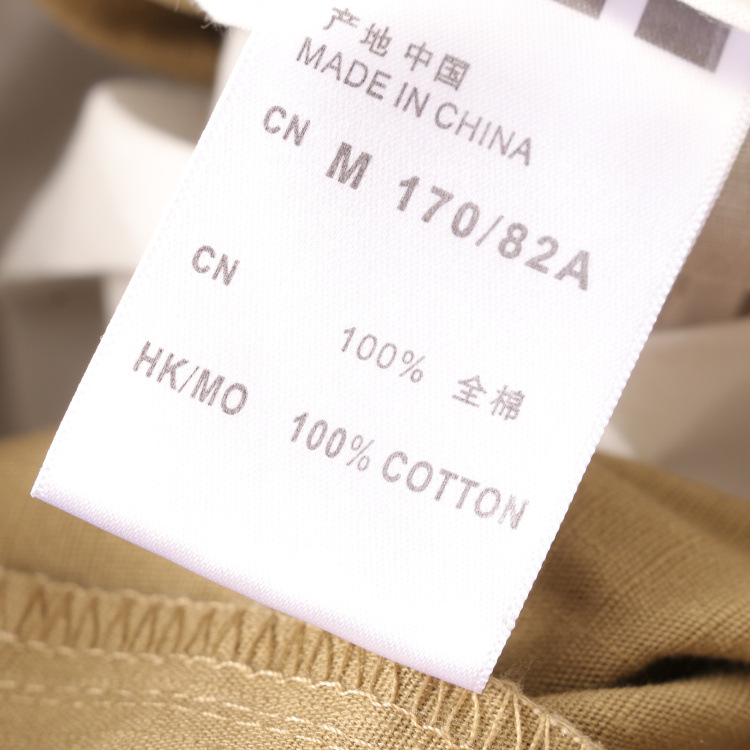 产地 中国
MADE IN CHINA
CN M 170/82A
CN
100% 全棉
HK/MO 100% COTTON